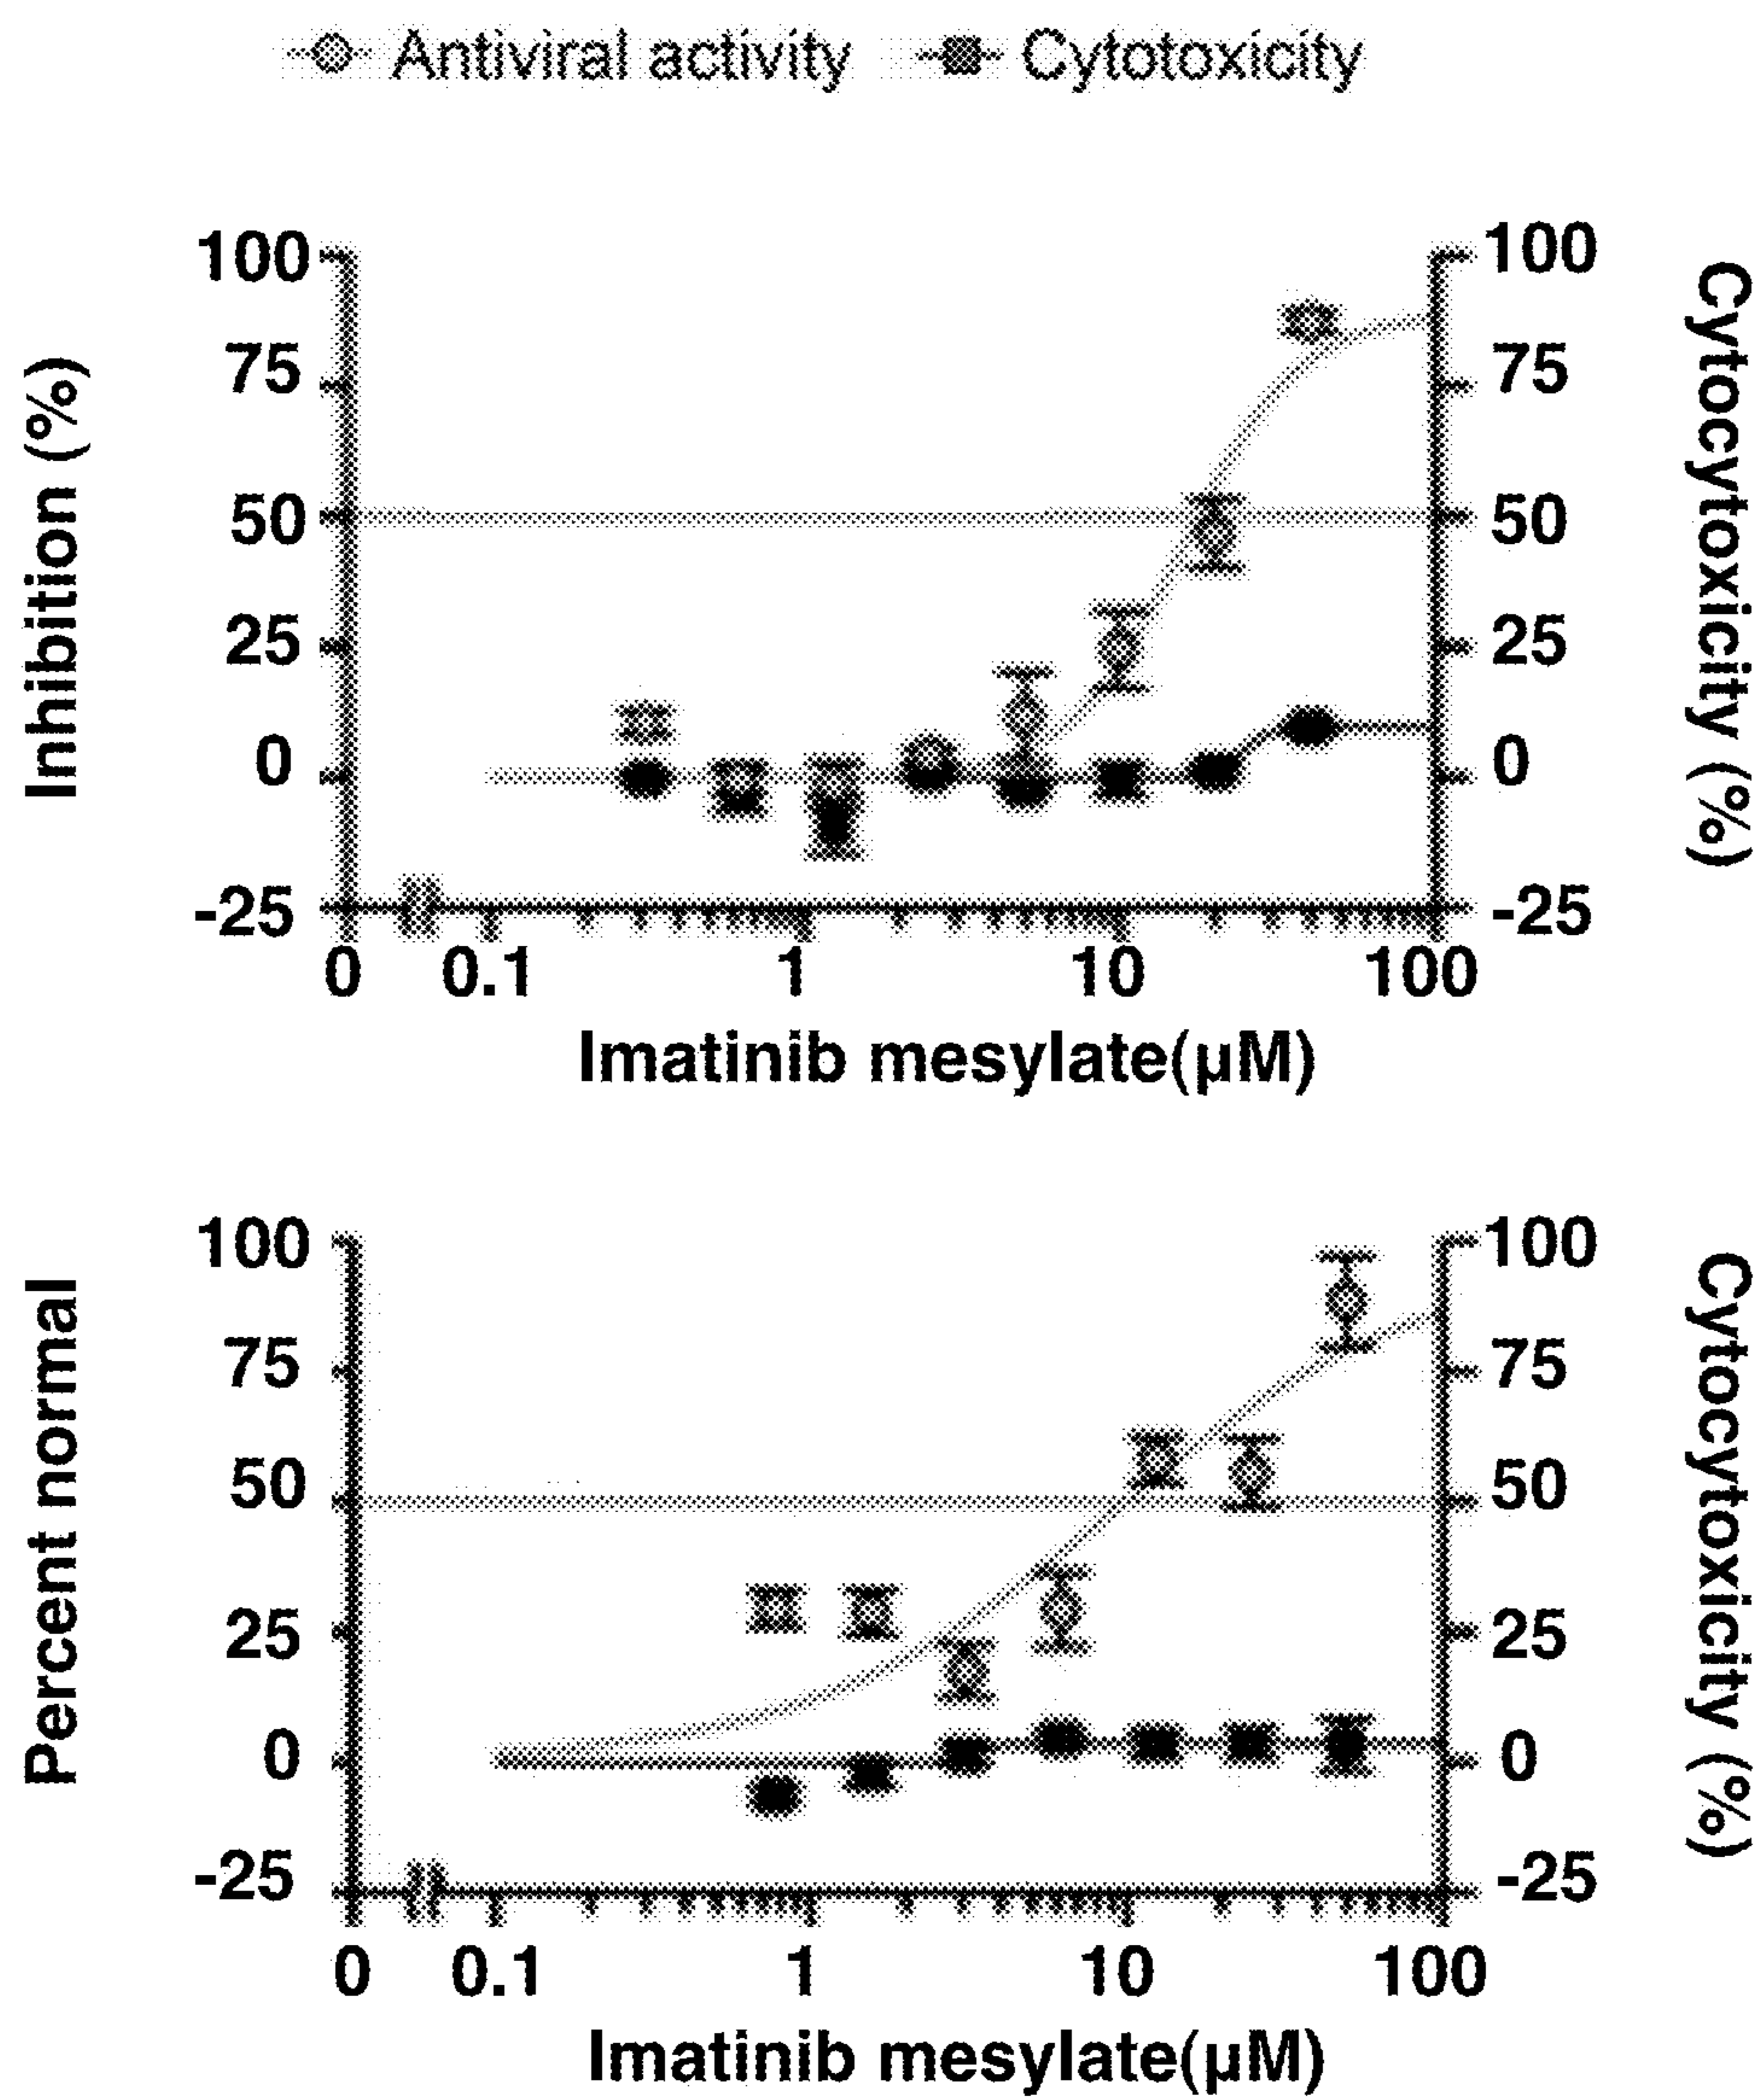 Antiviral activity Cytotoxicity
100 100
75 75
50 50
25 25
0 0
-25 -25
Inhibition (%)
Cytocytoxicity (%)
0 0.1 1 10 100
Imatinib mesylate(µM)
100 100
75 75
50 50
25 25
0 0
-25 -25
Percent normal
Cytocytoxicity (%)
0 0.1 1 10 100
Imatinib mesylate(µM)